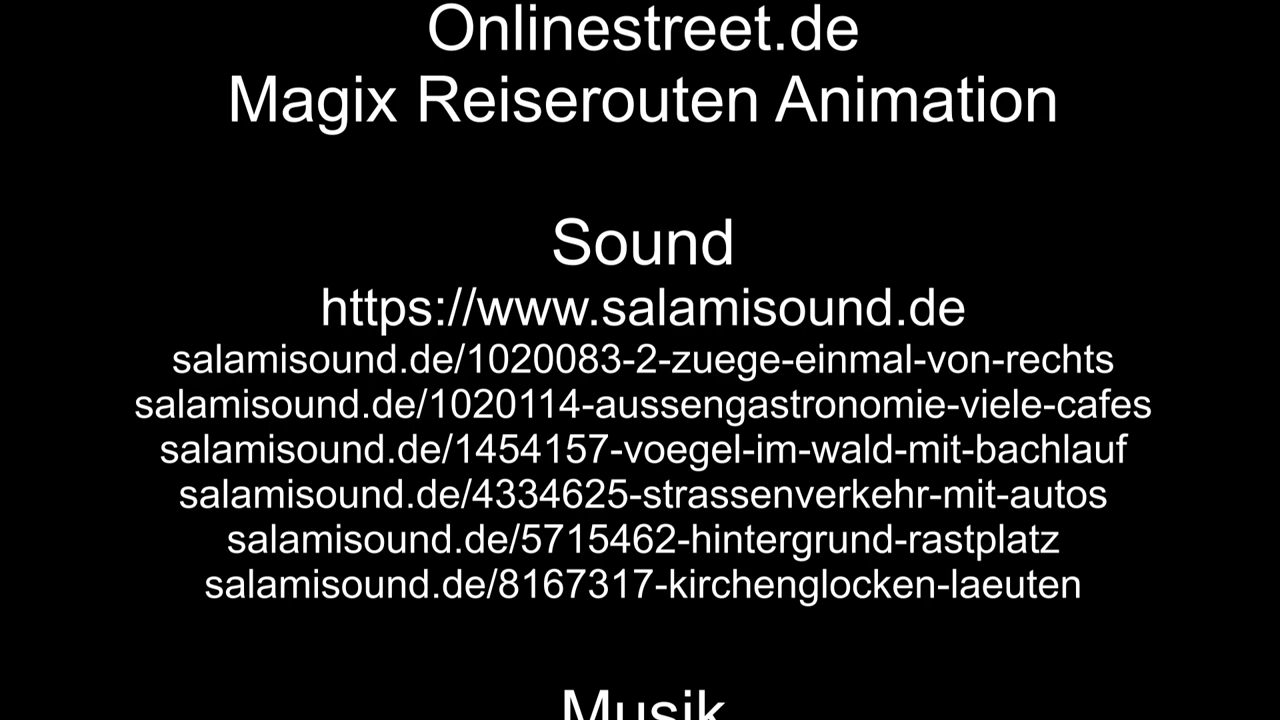 Onlinestreet.de
Magix Reiserouten Animation
Sound
https://www.salamisound.de
salamisound.de/1020083-2-zuege-einmal-von-rechts
salamisound.de/1020114-aussengastronomie-viele-cafes
salamisound.de/1454157-voegel-im-wald-mit-bachlauf
salamisound.de/4334625-strassenverkehr-mit-autos
salamisound.de/5715462-hintergrund-rastplatz
salamisound.de/8167317-kirchenglocken-laeuten
Musik